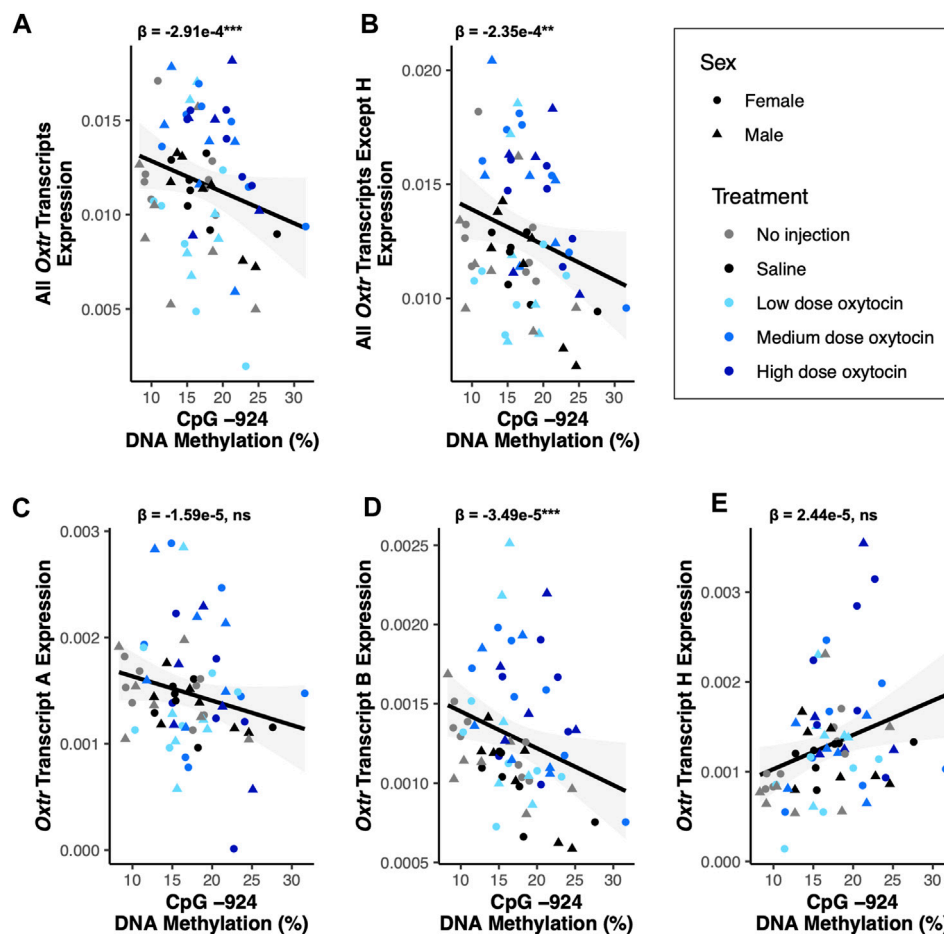 A
β = -2.91e-4***
All Oxtr Transcripts
Expression
0.015
0.010
0.005
10 15 20 25 30
CpG –924
DNA Methylation (%)
B
β = -2.35e-4**
All Oxtr Transcripts Except H
Expression
0.020
0.015
0.010
10 15 20 25 30
CpG –924
DNA Methylation (%)
Sex
Female
Male
Treatment
No injection
Saline
Low dose oxytocin
Medium dose oxytocin
High dose oxytocin
C
β = -1.59e-5, ns
Oxtr Transcript A Expression
0.003
0.002
0.001
0.000
10 15 20 25 30
CpG –924
DNA Methylation (%)
D
β = -3.49e-5***
Oxtr Transcript B Expression
0.0025
0.0020
0.0015
0.0010
0.0005
10 15 20 25 30
CpG –924
DNA Methylation (%)
E
β = 2.44e-5, ns
Oxtr Transcript H Expression
0.003
0.002
0.001
0.000
10 15 20 25 30
CpG –924
DNA Methylation (%)